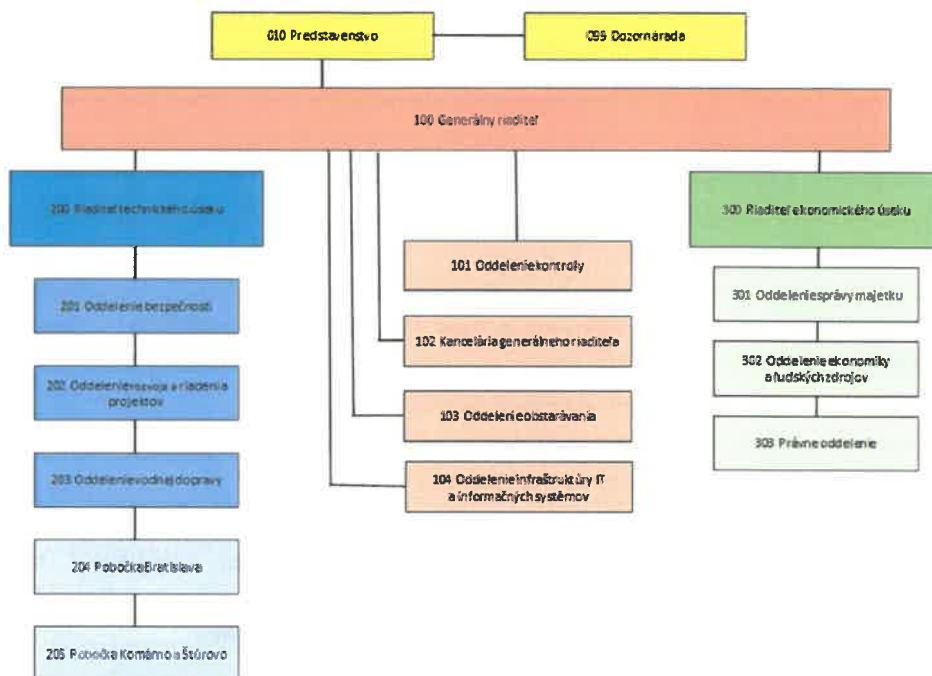 010 Predstavenstvo
099 Dozorná rada
100 Generálny riaditeľ
200 Riaditeľ technického úseku
300 Riaditeľ ekonomického úseku
101 Oddelenie kontroly
301 Oddelenie správy majetku
201 Oddelenie bezpečnosti
102 Kancelária generálneho riaditeľa
302 Oddelenie ekonomiky
a ľudských zdrojov
202 Oddelenie rozvoja a riadenia
projektov
103 Oddelenie obstarávania
303 Právne oddelenie
203 Oddelenie vodnej dopravy
104 Oddelenie infraštruktúry IT
a informačných systémov
204 Pobočka Bratislava
205 Pobočka Komárno a Štúrovo